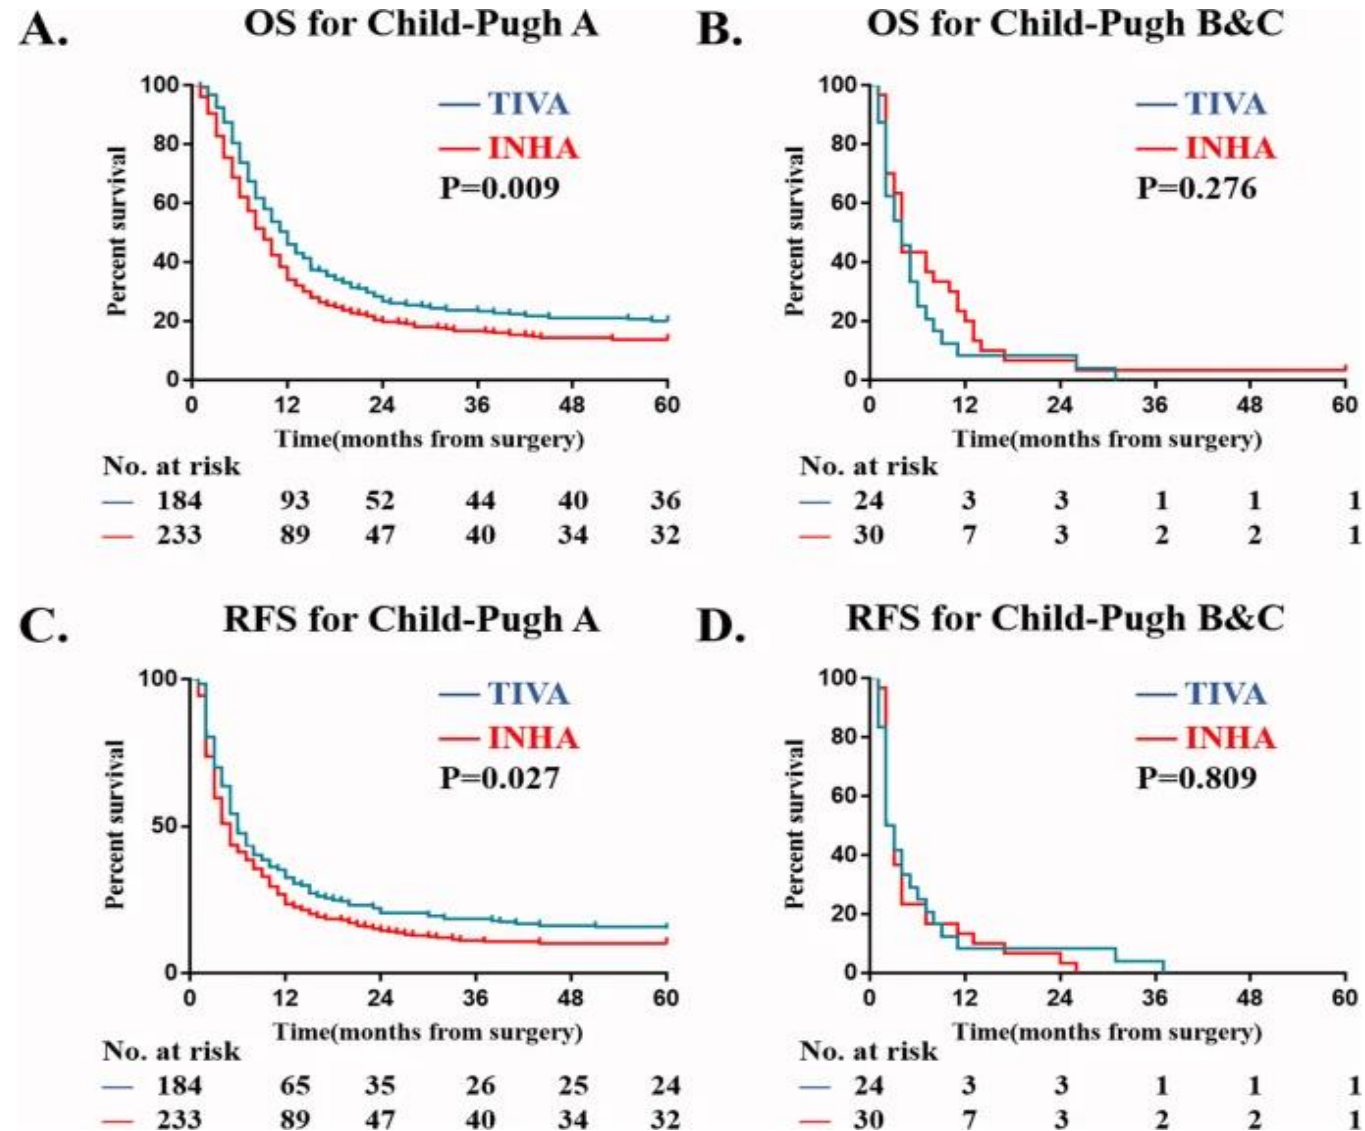 A.
OS for Child-Pugh A
100
80
60
40
20
0
Percent survival
TIVA
INHA
P=0.009
0 12 24 36 48 60
Time(months from surgery)
No. at risk
184 93 52 44 40 36
233 89 47 40 34 32
B.
OS for Child-Pugh B&C
100
80
60
40
20
0
Percent survival
TIVA
INHA
P=0.276
0 12 24 36 48 60
Time(months from surgery)
No. at risk
24 3 3 1 1 1
30 7 3 2 2 1
C.
RFS for Child-Pugh A
100
50
0
Percent survival
TIVA
INHA
P=0.027
0 12 24 36 48 60
Time(months from surgery)
No. at risk
184 65 35 26 25 24
233 89 47 40 34 32
D.
RFS for Child-Pugh B&C
100
80
60
40
20
0
Percent survival
TIVA
INHA
P=0.809
0 12 24 36 48 60
Time(months from surgery)
No. at risk
24 3 3 1 1 1
30 7 3 2 2 1